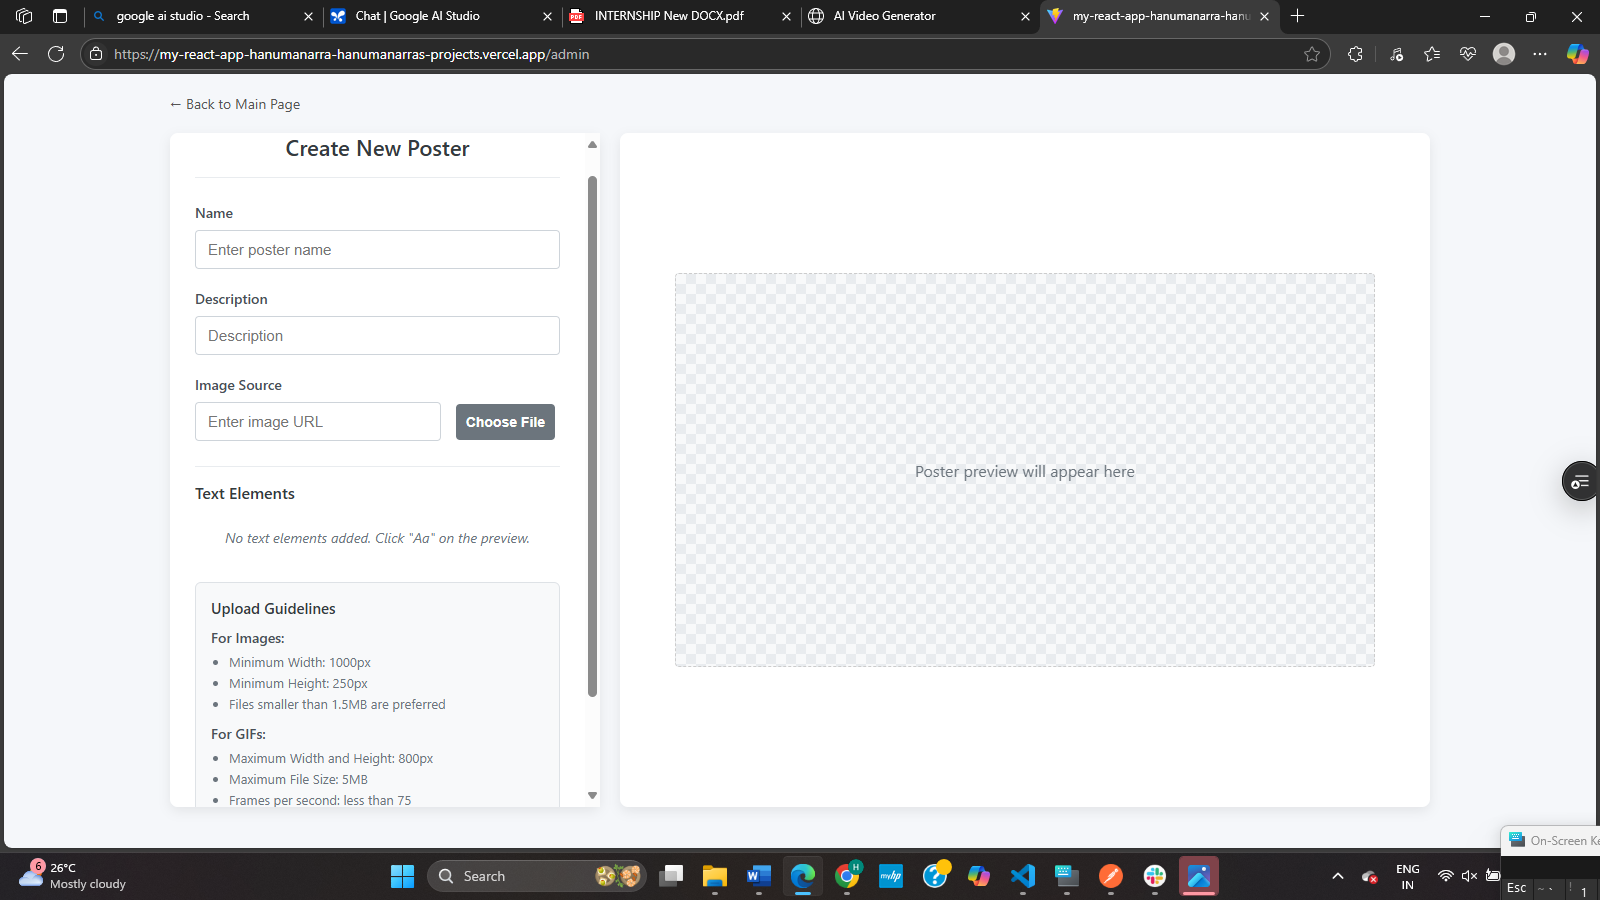 google ai studio - Search
Chat | Google AI Studio
PDF
INTERNSHIP New DOCX.pdf
AI Video Generator
my-react-app-hanumanarra-hanu
https://my-react-app-hanumanarra-hanumanarras-projects.vercel.app/admin
← Back to Main Page
Create New Poster
Name
Enter poster name
Description
Description
Image Source
Enter image URL
Choose File
Text Elements
No text elements added. Click "Aa" on the preview.
Upload Guidelines
For Images:
• Minimum Width: 1000px
• Minimum Height: 250px
• Files smaller than 1.5MB are preferred
For GIFs:
• Maximum Width and Height: 800px
• Maximum File Size: 5MB
• Frames per second: less than 75
Poster preview will appear here
On-Screen Ke
6
26°C
Mostly cloudy
Search
W
H
myhp
?
ENG
IN
Esc
~ `
! 1